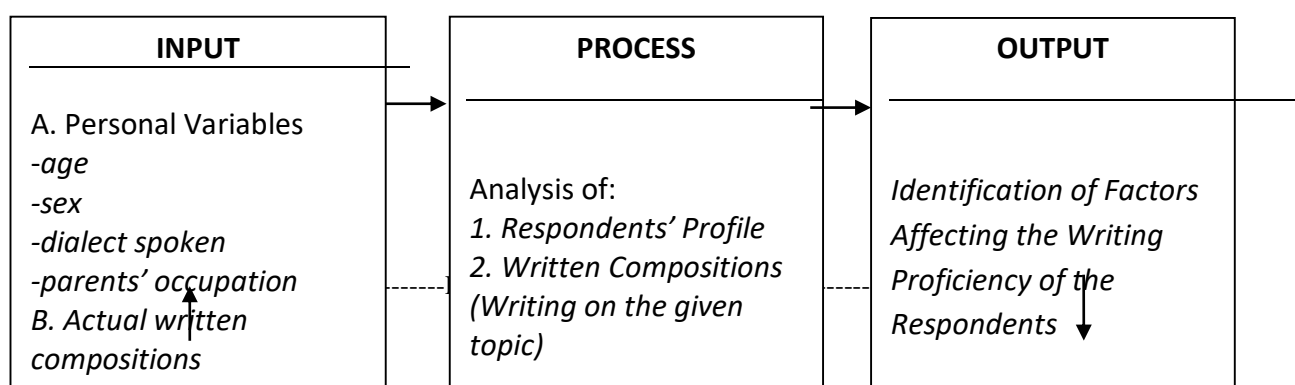 INPUT
A. Personal Variables
-age
-sex
-dialect spoken
-parents’ occupation
B. Actual written
compositions
PROCESS
Analysis of:
1. Respondents’ Profile
2. Written Compositions
(Writing on the given
topic)
OUTPUT
Identification of Factors
Affecting the Writing
Proficiency of the
Respondents